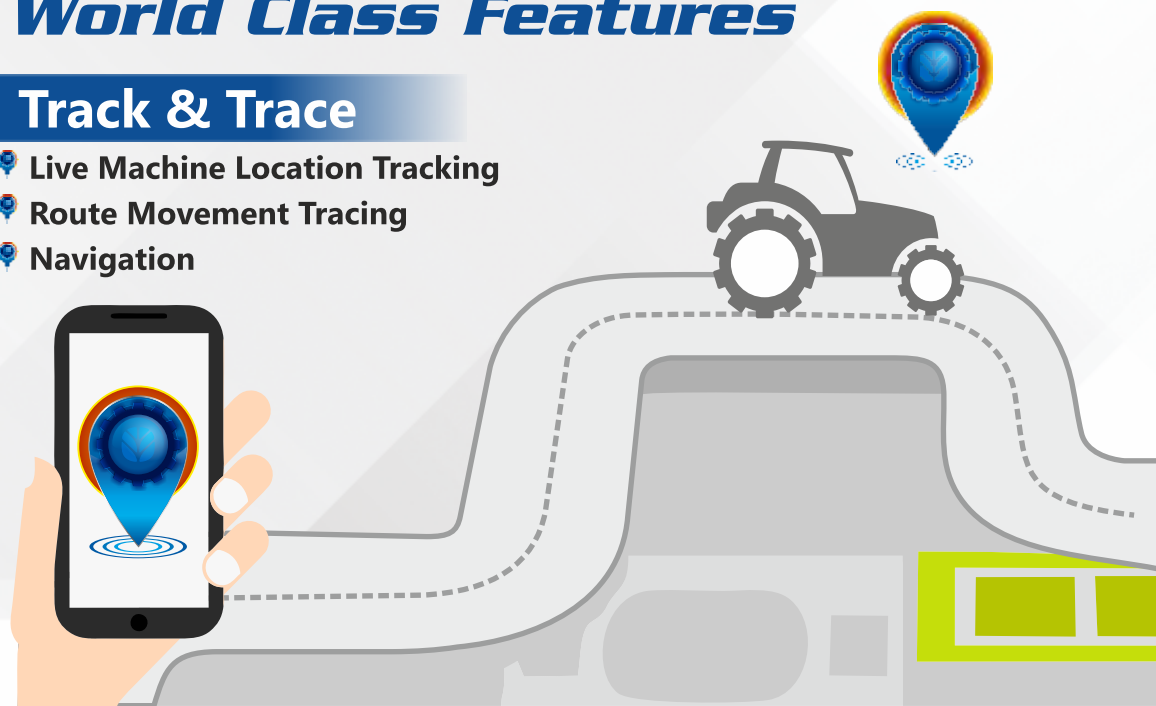 World Class Features
Track & Trace
Live Machine Location Tracking
Route Movement Tracing
Navigation